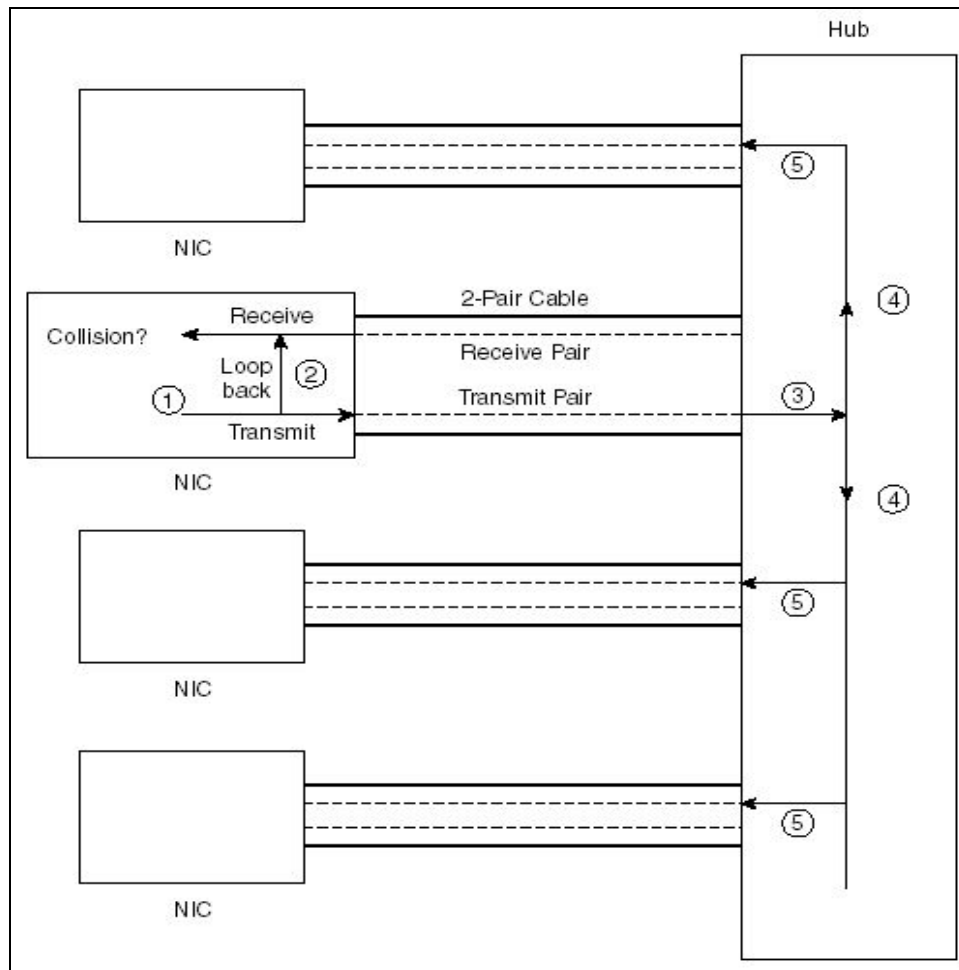 Hub
⑤
NIC
2-Pair Cable
④
Collision?
Receive
Receive Pair
Loop
back
②
①
Transmit Pair
③
Transmit
NIC
④
⑤
NIC
⑤
NIC